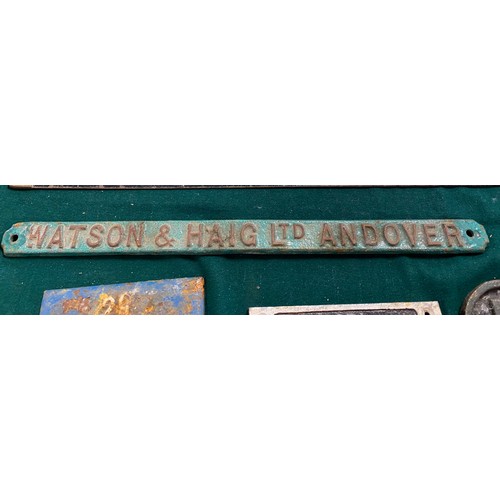 WATSON & HAIG LTD ANDOVER